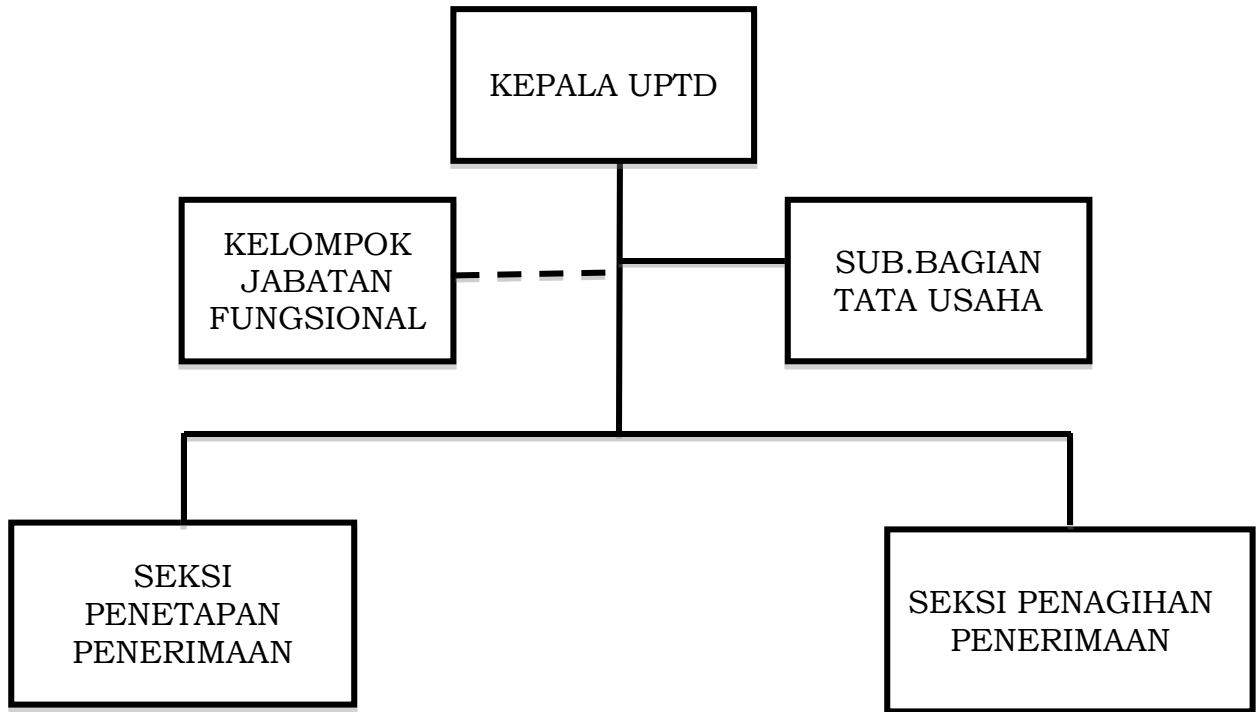 KEPALA UPTD
KELOMPOK
JABATAN
FUNGSIONAL
SUB.BAGIAN
TATA USAHA
SEKSI
PENETAPAN
PENERIMAAN
SEKSI PENAGIHAN
PENERIMAAN